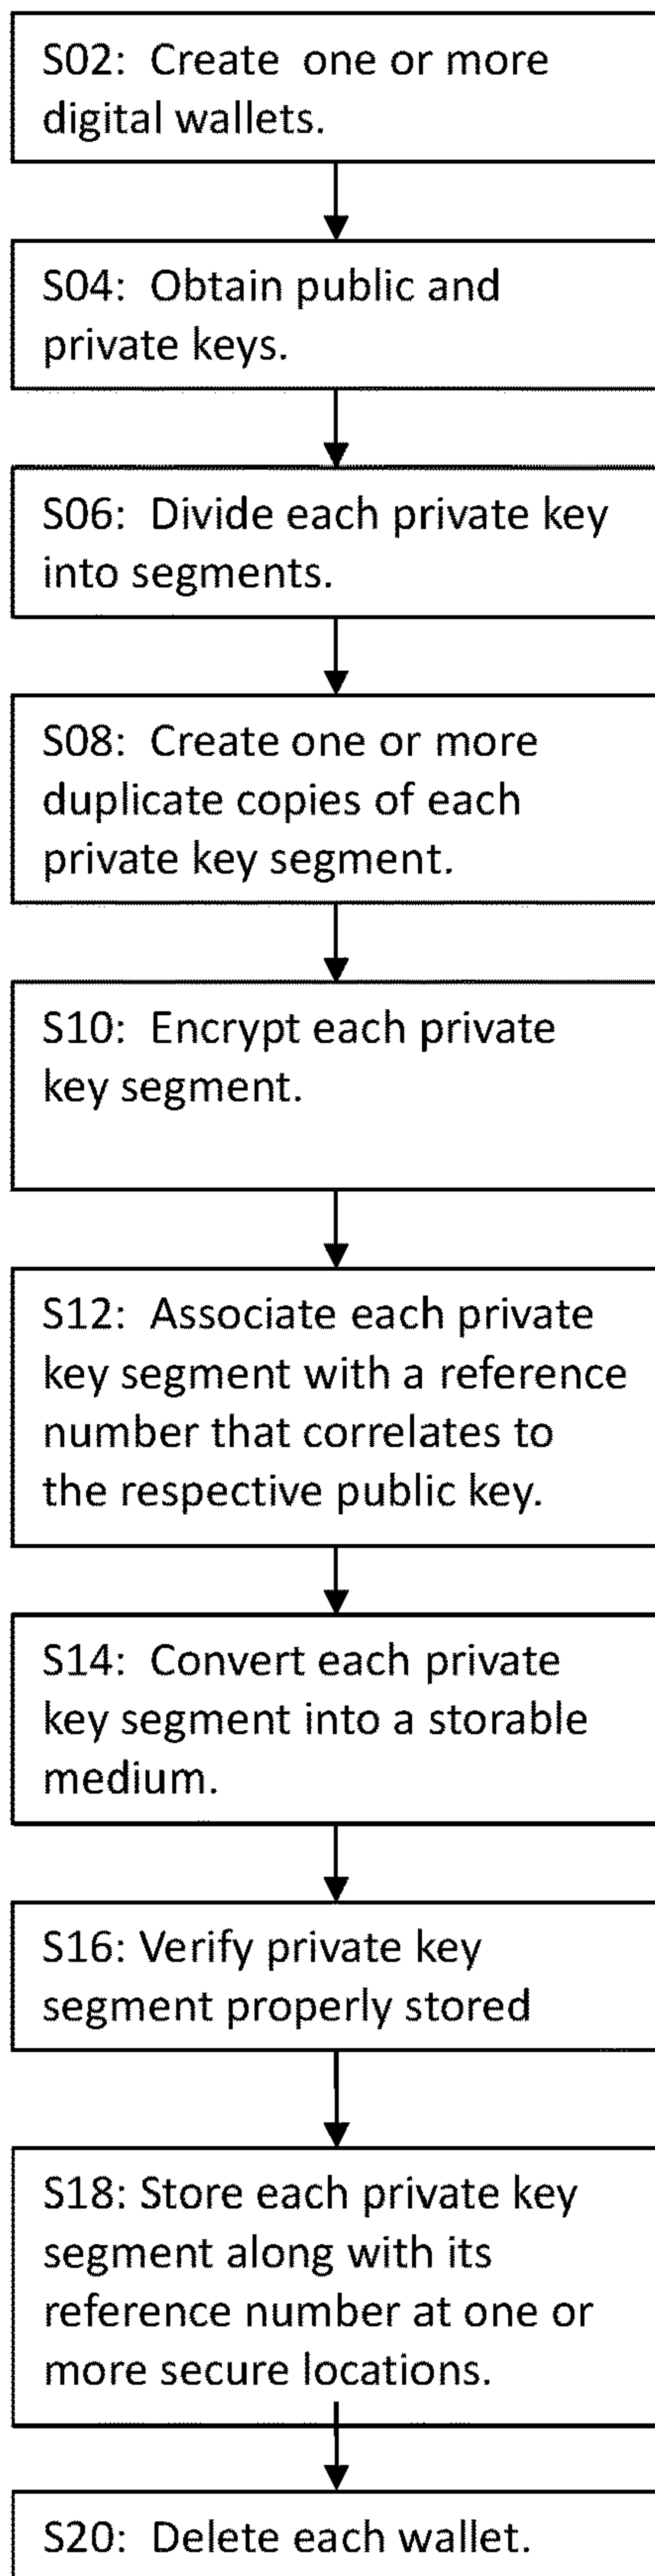 S02: Create one or more
digital wallets.
S04: Obtain public and
private keys.
S06: Divide each private key
into segments.
S08: Create one or more
duplicate copies of each
private key segment.
S10: Encrypt each private
key segment.
S12: Associate each private
key segment with a reference
number that correlates to
the respective public key.
S14: Convert each private
key segment into a storable
medium.
S16: Verify private key
segment properly stored
S18: Store each private key
segment along with its
reference number at one or
more secure locations.
S20: Delete each wallet.